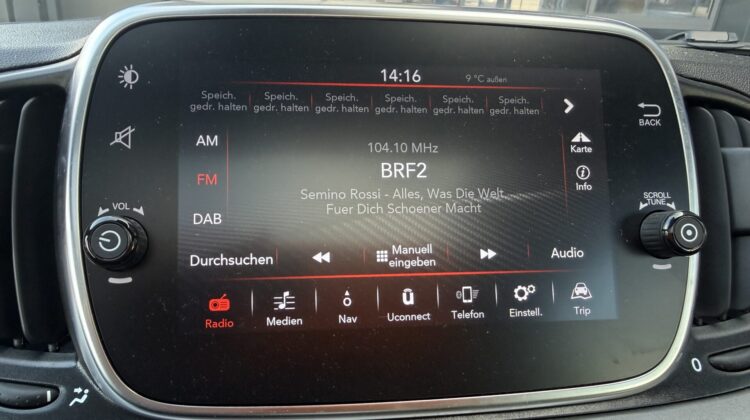 14:16 9 °C außen
Speich. Speich. Speich. Speich. Speich. Speich.
gedr. halten gedr. halten gedr. halten gedr. halten gedr. halten gedr. halten
BACK
AM
FM
DAB
104.10 MHz
BRF2
Semino Rossi - Alles, Was Die Welt
Fuer Dich Schoener Macht
Karte
Info
VOL
SCROLL
TUNE
Durchsuchen
Manuell
eingeben
Audio
Radio Medien Nav Uconnect Telefon Einstell. Trip
0